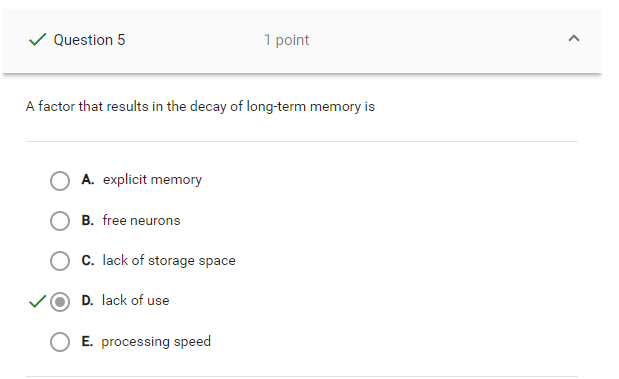 Question 5 1 point
A factor that results in the decay of long-term memory is
A. explicit memory
B. free neurons
C. lack of storage space
D. lack of use
E. processing speed